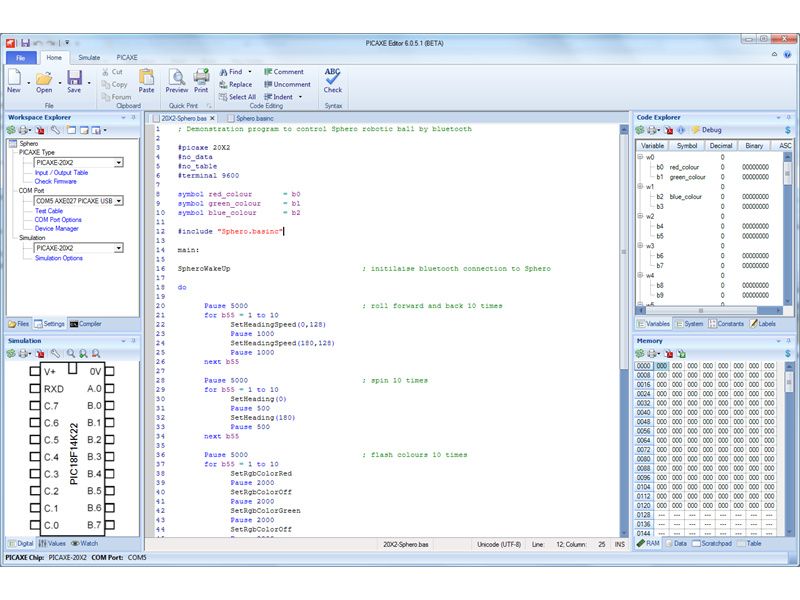 PICAXE Editor 6.0.5.1 (BETA)
File Home Simulate PICAXE
New Open Save
Cut
Copy
Forum
Paste
Preview Print
Find
Replace
Select All
Comment
Uncomment
Indent
ABC
Check
File Clipboard Quick Print Code Editing Syntax
Workspace Explorer
Sphero
PICAXE Type
PICAXE-20X2
Input / Output Table
Check Firmware
COM Port
COM5 AXE027 PICAXE USB
Test Cable
COM Port Options
Device Manager
Simulation
PICAXE-20X2
Simulation Options
Files Settings Compiler
Simulation
V+ 0V
RXD A.0
C.7 B.0
C.6 B.1
C.5 B.2
C.4 B.3
C.3 B.4
C.2 B.5
C.1 B.6
C.0 B.7
PIC18F14K22
Digital Values Watch
20X2-Sphero.bas Sphero.basinc
1 ; Demonstration program to control Sphero robotic ball by bluetooth
2
3 #picaxe 20X2
4 #no_data
5 #no_table
6 #terminal 9600
7
8 symbol red_colour = b0
9 symbol green_colour = b1
10 symbol blue_colour = b2
11
12 #include "Sphero.basinc"
13
14 main:
15
16 SpheroWakeUp ; initilaise bluetooth connection to Sphero
17
18 do
19
20 Pause 5000 ; roll forward and back 10 times
21 for b55 = 1 to 10
22 SetHeadingSpeed(0,128)
23 Pause 1000
24 SetHeadingSpeed(180,128)
25 Pause 1000
26 next b55
27
28 Pause 5000 ; spin 10 times
29 for b55 = 1 to 10
30 SetHeading(0)
31 Pause 500
32 SetHeading(180)
33 Pause 500
34 next b55
35
36 Pause 5000 ; flash colours 10 times
37 for b55 = 1 to 10
38 SetRgbColorRed
39 Pause 2000
40 SetRgbColorOff
41 Pause 2000
42 SetRgbColorGreen
43 Pause 2000
44 SetRgbColorOff
20X2-Sphero.bas Unicode (UTF-8) Line: 12; Column: 25 INS
Code Explorer
Debug
Variable Symbol Decimal Binary ASC
w0 0
b0 red_colour 0 00000000
b1 green_colour 0 00000000
w1 0
b2 blue_colour 0 00000000
b3 0 00000000
w2 0
b4 0 00000000
b5 0 00000000
w3 0
b6 0 00000000
b7 0 00000000
w4 0
b8 0 00000000
b9 0 00000000
Variables System Constants Labels
Memory
0000 000 000 000 000 000 000 000 000
0008 000 000 000 000 000 000 000 000
0016 000 000 000 000 000 000 000 000
0024 000 000 000 000 000 000 000 000
0032 000 000 000 000 000 000 000 000
0040 000 000 000 000 000 000 000 000
0048 000 000 000 000 000 000 000 000
0056 000 000 000 000 000 000 000 000
0064 000 000 000 000 000 000 000 000
0072 000 000 000 000 000 000 000 000
0080 000 000 000 000 000 000 000 000
0088 000 000 000 000 000 000 000 000
0096 000 000 000 000 000 000 000 000
0104 000 000 000 000 000 000 000 000
0112 000 000 000 000 000 000 000 000
0120 000 000 000 000 000 000 000 000
0128 --- --- --- --- --- --- --- ---
0136 --- --- --- --- --- --- --- ---
0144 --- --- --- --- --- --- --- ---
RAM Data Scratchpad Table
PICAXE Chip: PICAXE-20X2 COM Port: COM5